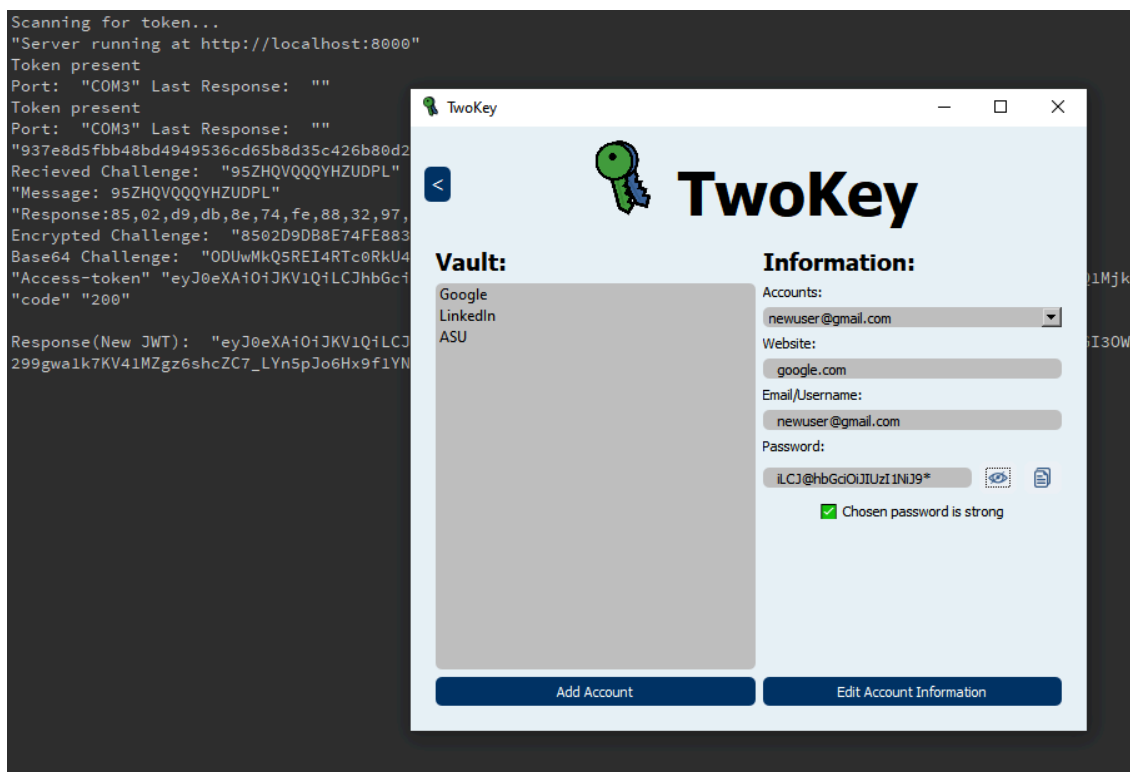 Scanning for token...
"Server running at http://localhost:8000"
Token present
Port:  "COM3" Last Response:  ""
Token present
Port:  "COM3" Last Response:  ""
"937e8d5fbb48bd4949536cd65b8d35c426b80d2
Recieved Challenge:  "95ZHQVQQQYHZUDPL"
"Message: 95ZHQVQQQYHZUDPL"
"Response:85,02,d9,db,8e,74,fe,88,32,97,
Encrypted Challenge:  "8502D9DB8E74FE883
Base64 Challenge:  "ODUwMkQ5REI4RTc0RkU4
"Access-token" "eyJ0eXAiOiJKV1QiLCJhbGci
"code" "200"
Response(New JWT):  "eyJ0eXAiOiJKV1QiLCJ
299gwa1k7KV41MZgz6shcZC7_LYn5pJo6Hx9f1YN
TwoKey
<
TwoKey
Vault:
Google
LinkedIn
ASU
Add Account
Information:
Accounts:
newuser@gmail.com
Website:
google.com
Email/Username:
newuser@gmail.com
Password:
iLCJ@hbGciOiJIUzI1NiJ9*
Chosen password is strong
Edit Account Information